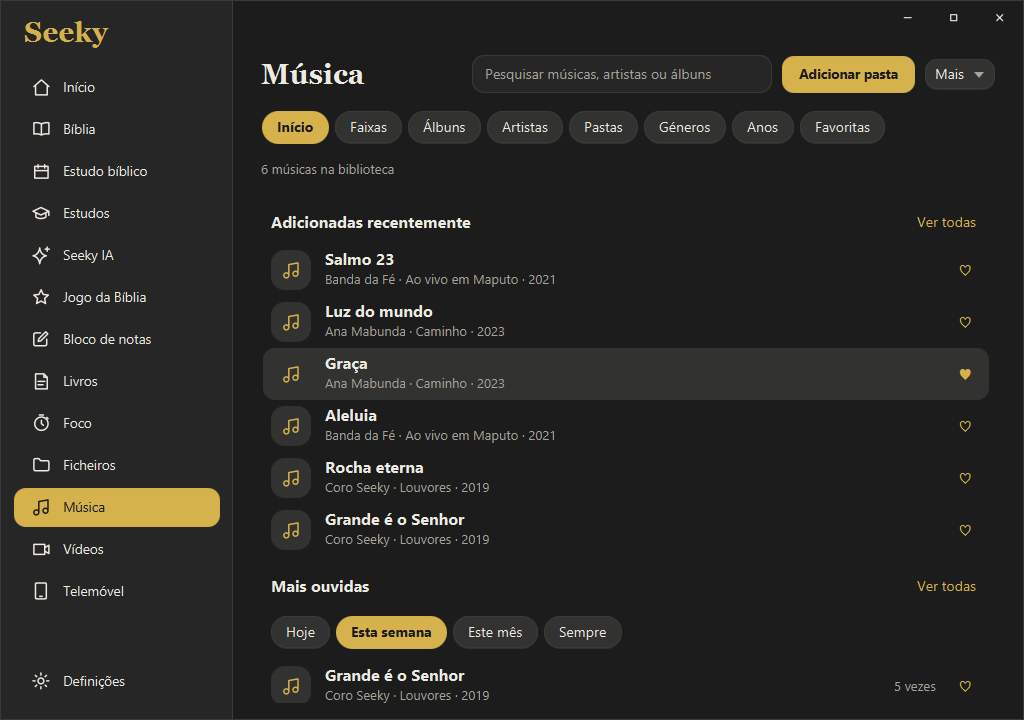 Seeky
Início
Bíblia
Estudo bíblico
Estudos
Seeky IA
Jogo da Bíblia
Bloco de notas
Livros
Foco
Ficheiros
Música
Vídeos
Telemóvel
Definições
Música
Pesquisar músicas, artistas ou álbuns
Adicionar pasta
Mais
Início
Faixas
Álbuns
Artistas
Pastas
Géneros
Anos
Favoritas
6 músicas na biblioteca
Adicionadas recentemente
Ver todas
Salmo 23
Banda da Fé · Ao vivo em Maputo · 2021
Luz do mundo
Ana Mabunda · Caminho · 2023
Graça
Ana Mabunda · Caminho · 2023
Aleluia
Banda da Fé · Ao vivo em Maputo · 2021
Rocha eterna
Coro Seeky · Louvores · 2019
Grande é o Senhor
Coro Seeky · Louvores · 2019
Mais ouvidas
Ver todas
Hoje
Esta semana
Este mês
Sempre
Grande é o Senhor
Coro Seeky · Louvores · 2019
5 vezes